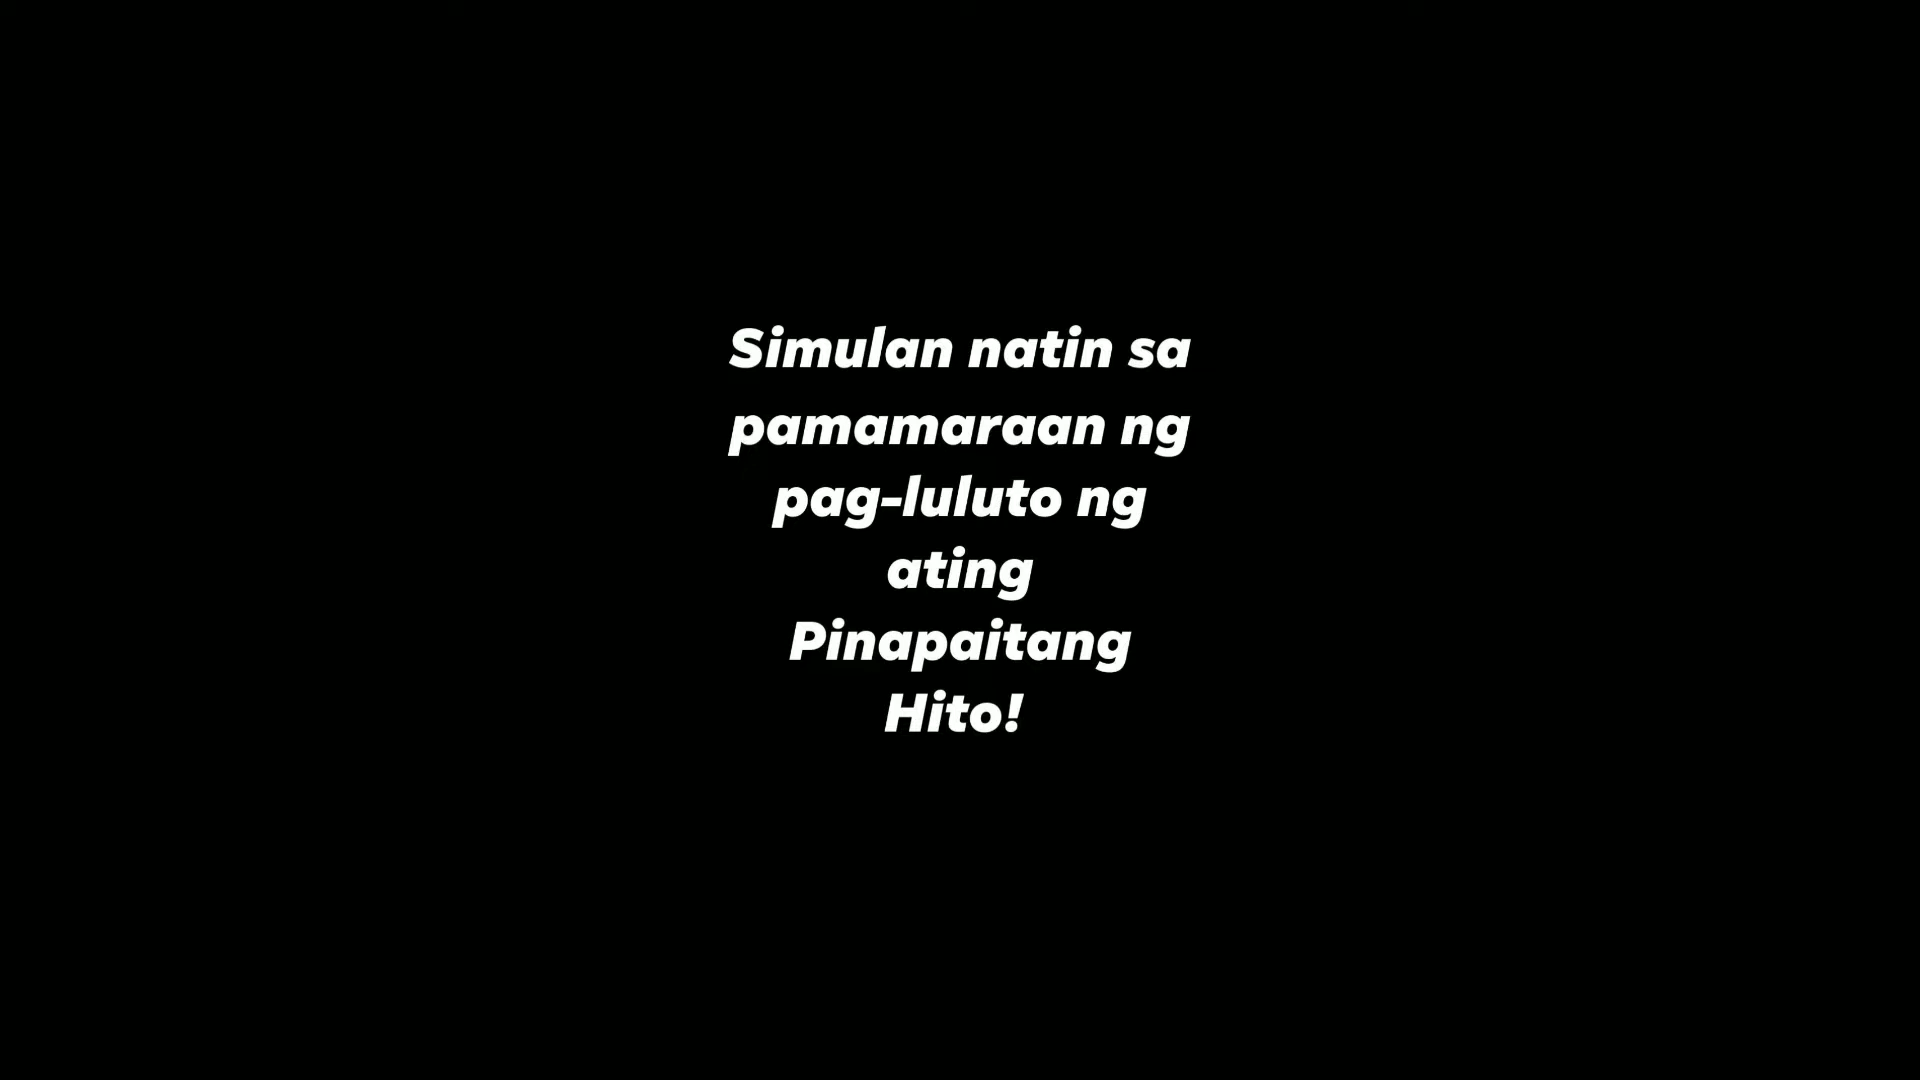 Simulan natin sa
pamamaraan ng
pag-luluto ng
ating
Pinapaitang
Hito!